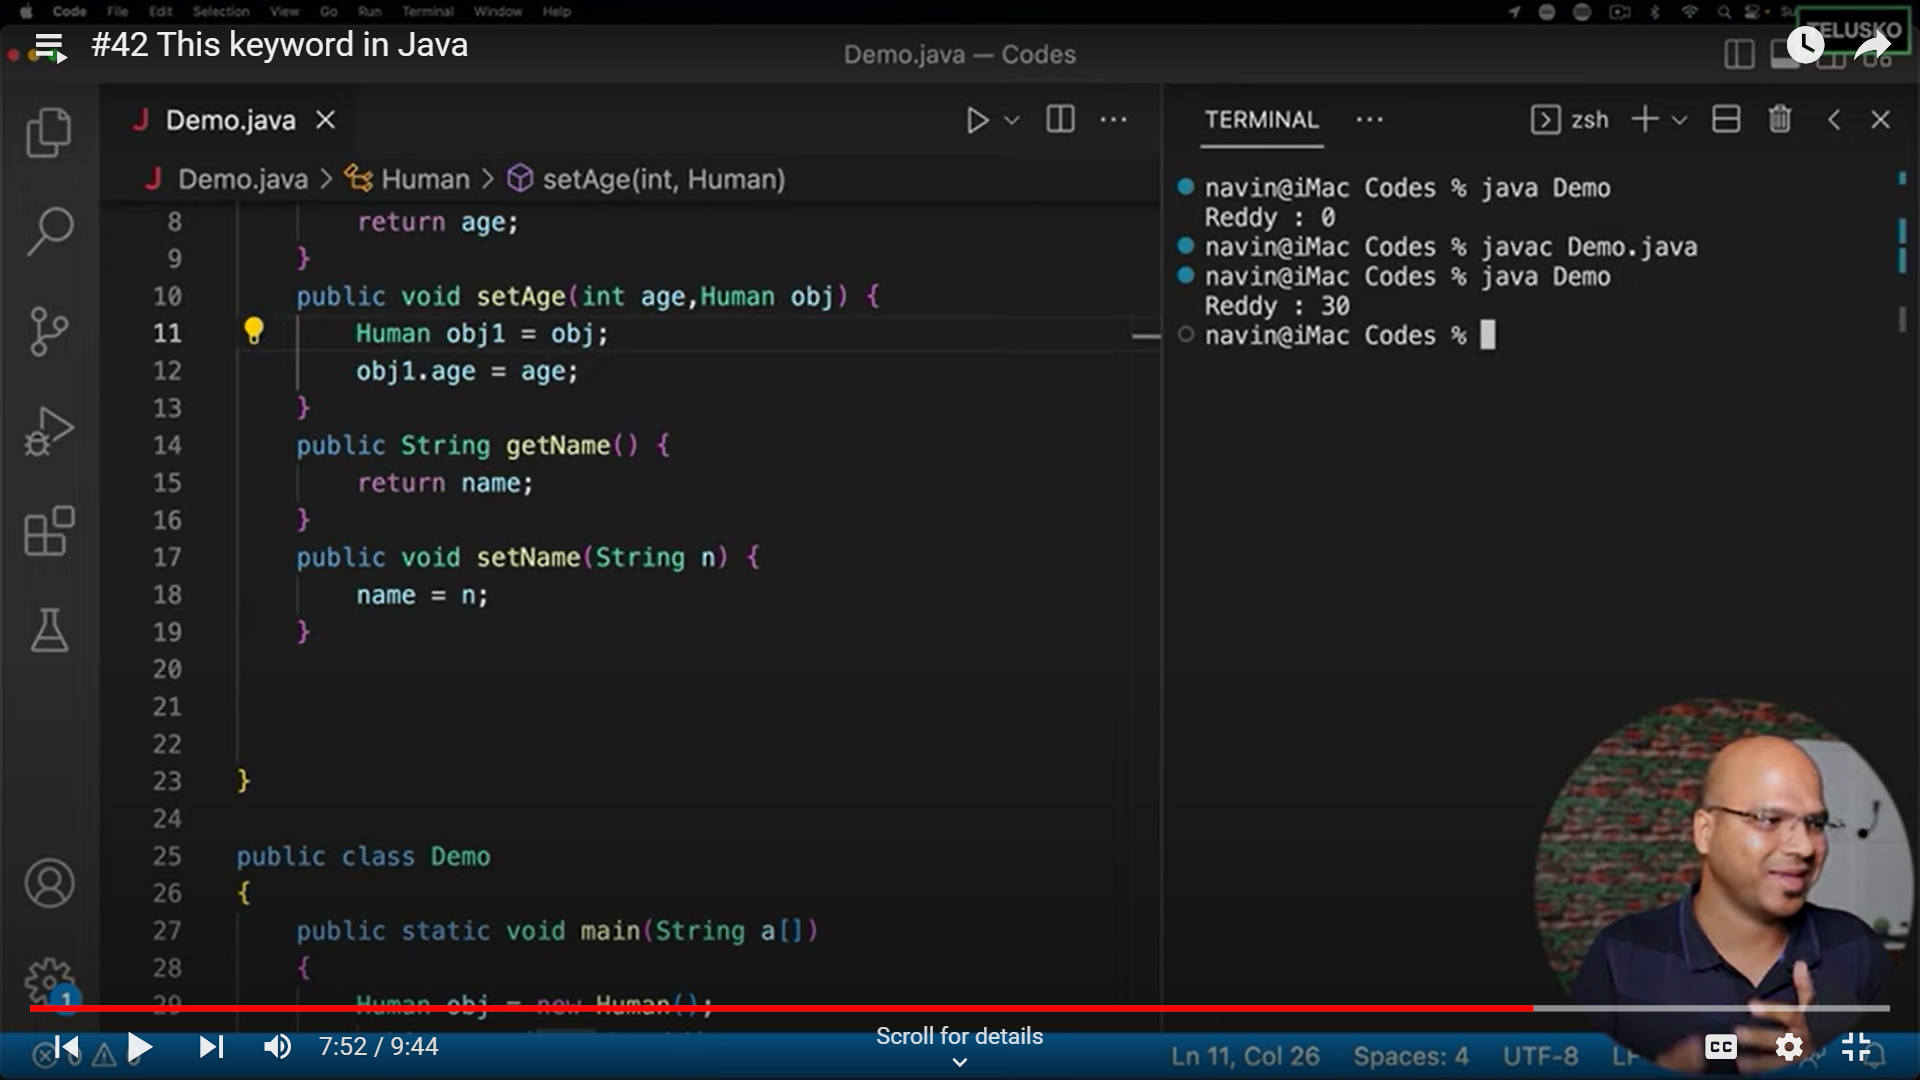 Code File Edit Selection View Go Run Terminal Window Help
TELUSKO
#42 This keyword in Java
Demo.java — Codes
J Demo.java
TERMINAL
zsh
J Demo.java > Human > setAge(int, Human)
8 return age;
9 }
10 public void setAge(int age,Human obj) {
11 Human obj1 = obj;
12 obj1.age = age;
13 }
14 public String getName() {
15 return name;
16 }
17 public void setName(String n) {
18 name = n;
19 }
20
21
22
23 }
24
25 public class Demo
26 {
27 public static void main(String a[])
28 {
29 Human obj = new Human();
navin@iMac Codes % java Demo
Reddy : 0
navin@iMac Codes % javac Demo.java
navin@iMac Codes % java Demo
Reddy : 30
navin@iMac Codes %
1
7:52 / 9:44
Scroll for details
Ln 11, Col 26 Spaces: 4 UTF-8 LF
CC